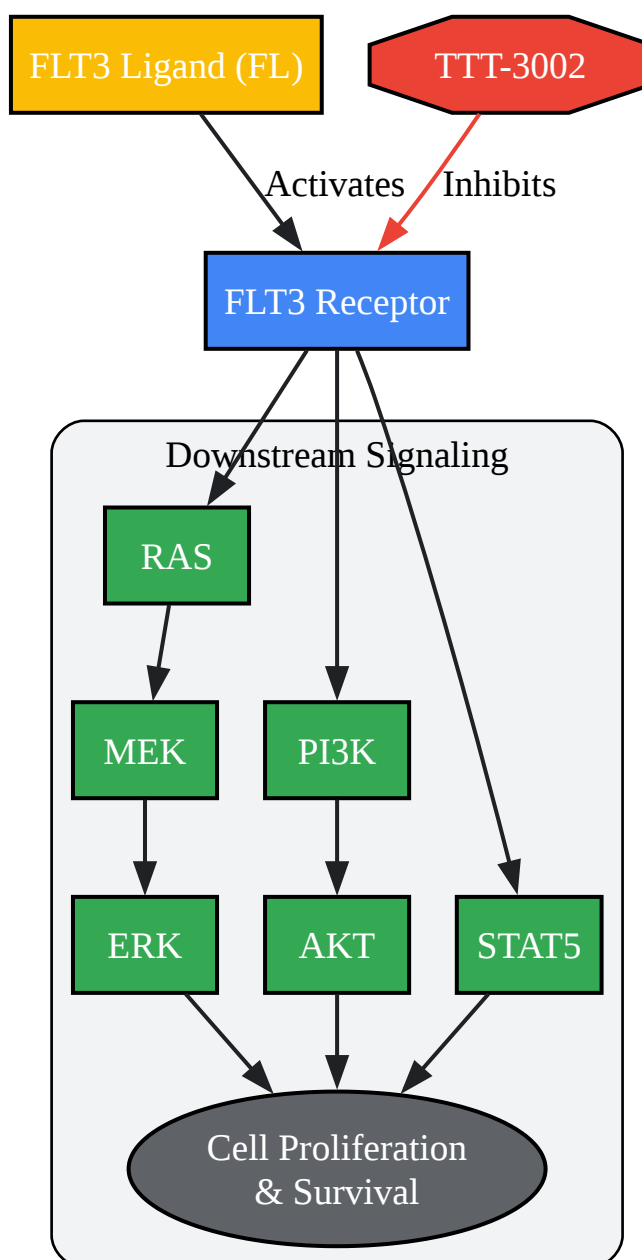 FLT3 Ligand (FL)
TTT-3002
Activates
Inhibits
FLT3 Receptor
Downstream Signaling
RAS
MEK
PI3K
ERK
AKT
STAT5
Cell Proliferation
& Survival